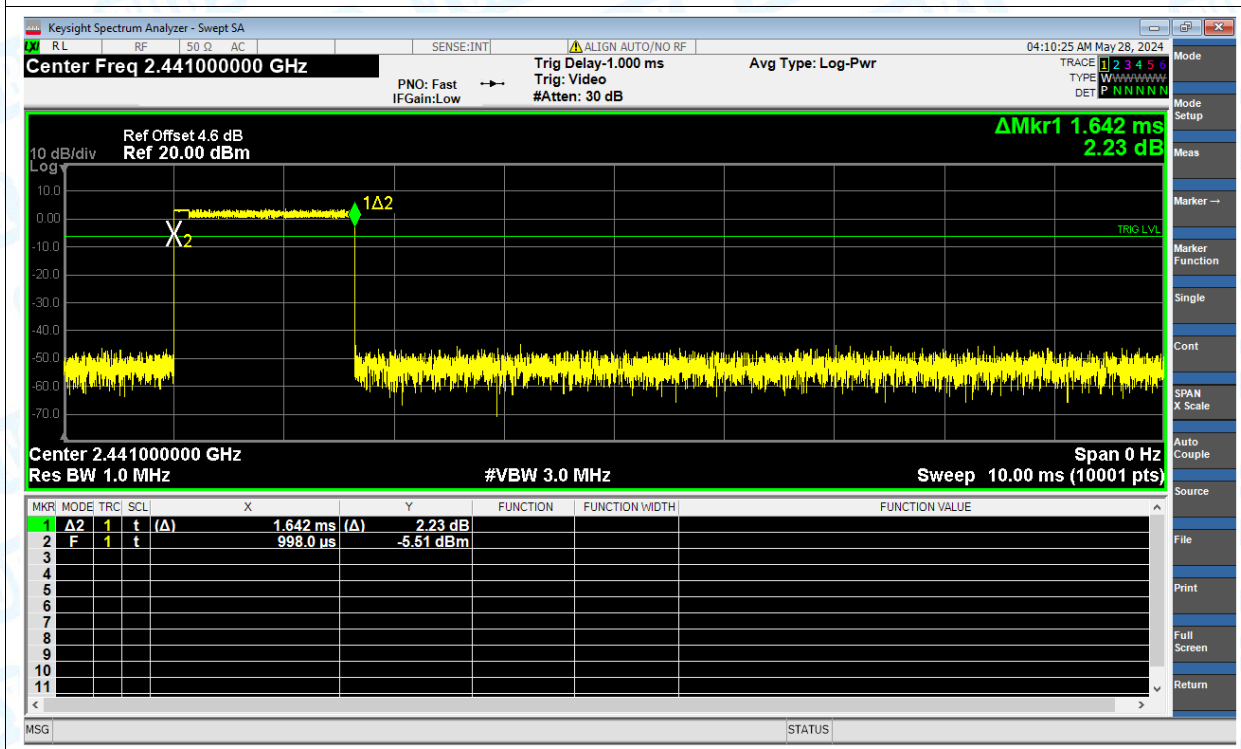 Keysight Spectrum Analyzer - Swept SA
LXI RL RF 50 Ω AC SENSE:INT ALIGN AUTO/NO RF 04:10:25 AM May 28, 2024
Center Freq 2.441000000 GHz
PNO: Fast
IFGain:Low
Trig Delay-1.000 ms
Trig: Video
#Atten: 30 dB
Avg Type: Log-Pwr
TRACE 1 2 3 4 5 6
TYPE WWWWWW
DET P N N N N N
ΔMkr1 1.642 ms
2.23 dB
Ref Offset 4.6 dB
10 dB/div Ref 20.00 dBm
Log
10.0
0.00
-10.0
-20.0
-30.0
-40.0
-50.0
-60.0
-70.0
1Δ2
X2
TRIG LVL
Center 2.441000000 GHz Span 0 Hz
Res BW 1.0 MHz #VBW 3.0 MHz Sweep 10.00 ms (10001 pts)
MKR MODE TRC SCL X Y FUNCTION FUNCTION WIDTH FUNCTION VALUE
1 Δ2 1 t (Δ) 1.642 ms (Δ) 2.23 dB
2 F 1 t 998.0 µs -5.51 dBm
3
4
5
6
7
8
9
10
11
MSG STATUS
Mode
Mode
Setup
Meas
Marker →
Marker
Function
Single
Cont
SPAN
X Scale
Auto
Couple
Source
File
Print
Full
Screen
Return